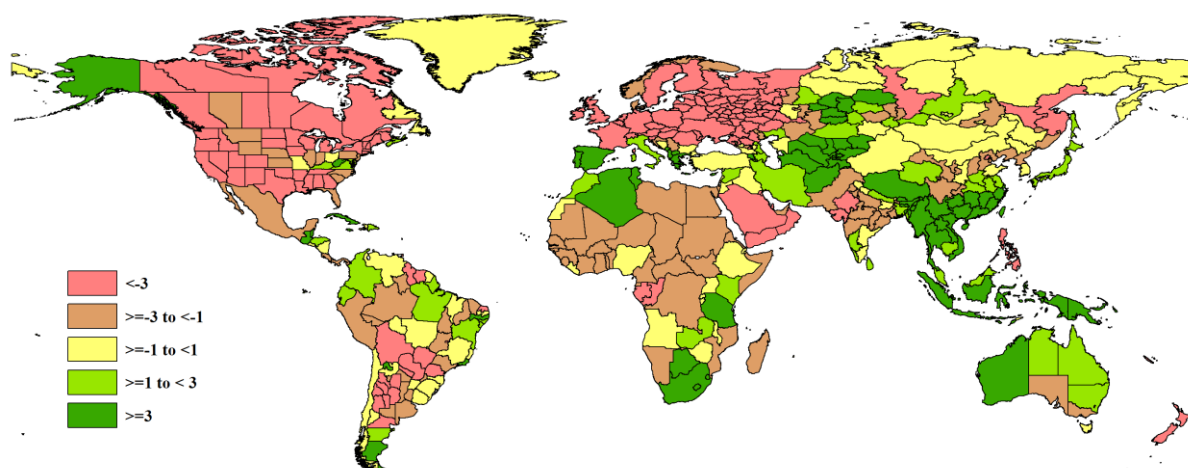 <-3
>=-3 to <-1
>=-1 to <1
>=1 to < 3
>=3